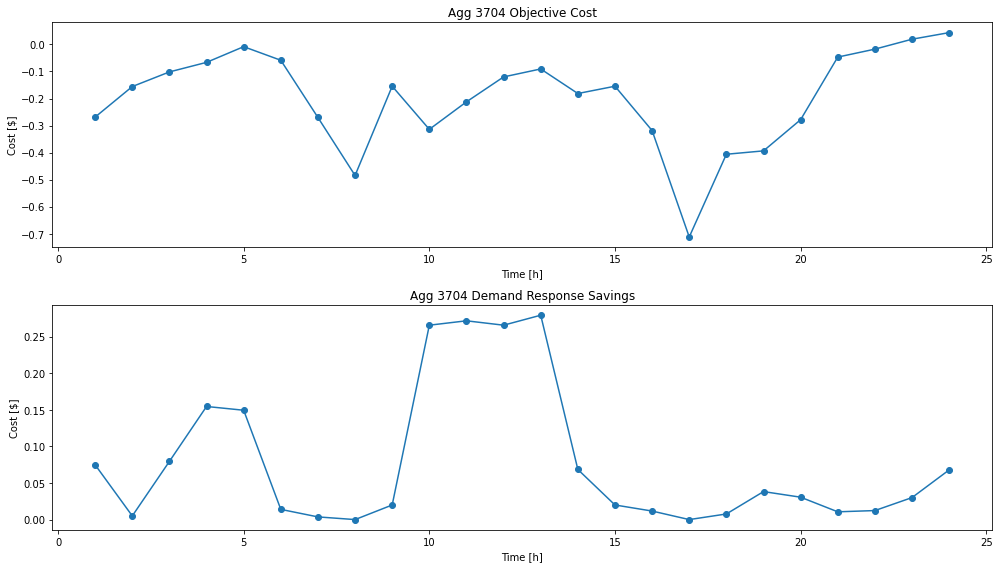 Agg 3704 Objective Cost
Cost [$]
0.0
−0.1
−0.2
−0.3
−0.4
−0.5
−0.6
−0.7
0 5 10 15 20 25
Time [h]
Agg 3704 Demand Response Savings
Cost [$]
0.25
0.20
0.15
0.10
0.05
0.00
0 5 10 15 20 25
Time [h]